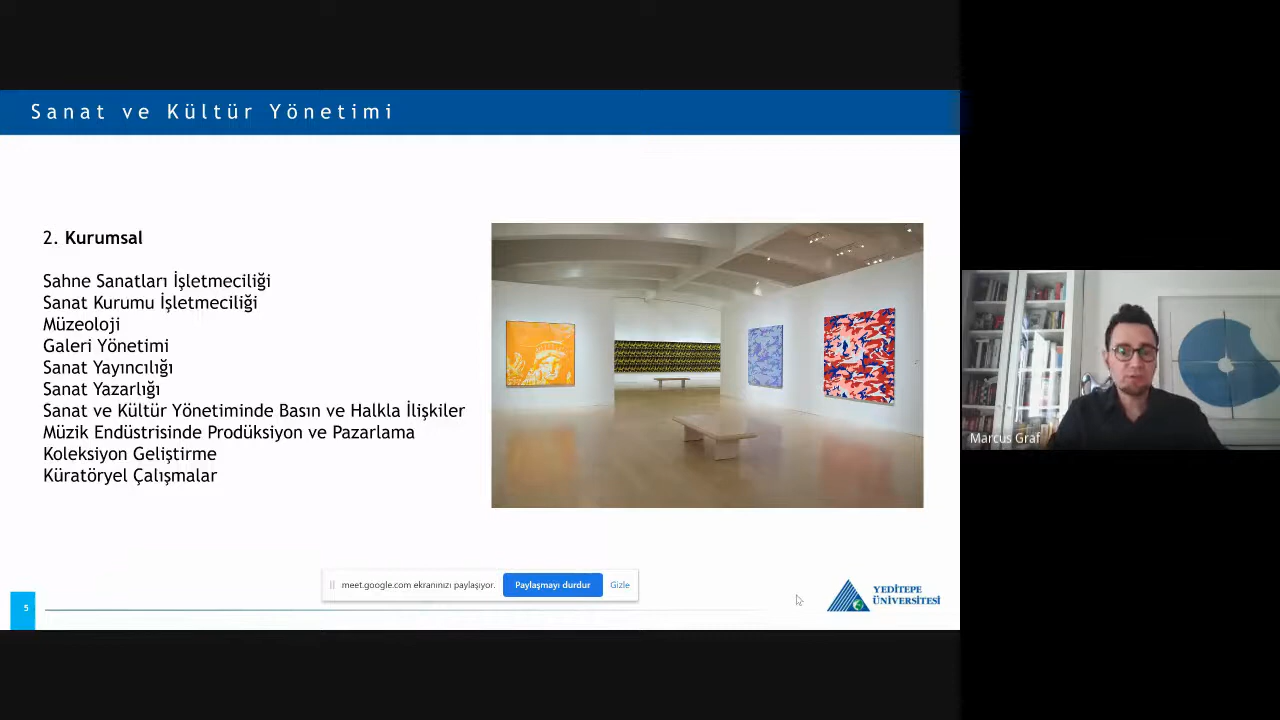 Sanat ve Kültür Yönetimi
2. Kurumsal
Sahne Sanatları İşletmeciliği
Sanat Kurumu İşletmeciliği
Müzeoloji
Galeri Yönetimi
Sanat Yayıncılığı
Sanat Yazarlığı
Sanat ve Kültür Yönetiminde Basın ve Halkla İlişkiler
Müzik Endüstrisinde Prodüksiyon ve Pazarlama
Koleksiyon Geliştirme
Küratöryel Çalışmalar
meet.google.com ekranınızı paylaşıyor.
Paylaşmayı durdur
Gizle
5
YEDİTEPE
ÜNİVERSİTESİ
Marcus Graf